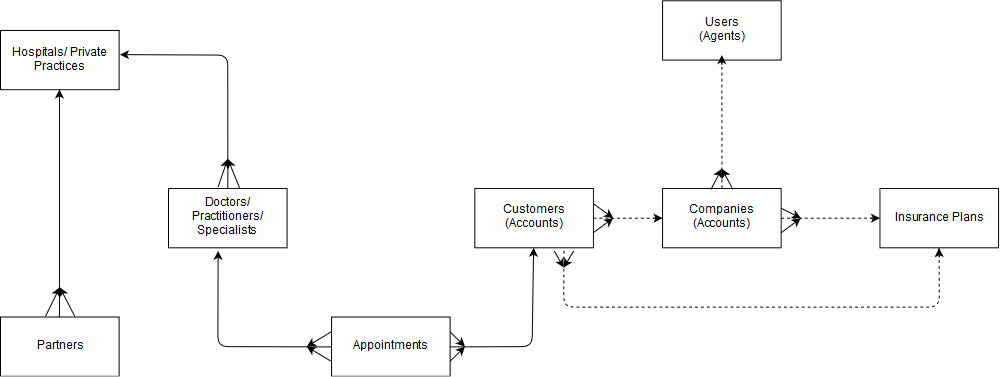 Users
(Agents)
Hospitals/ Private
Practices
Doctors/
Practitioners/
Specialists
Customers
(Accounts)
Companies
(Accounts)
Insurance Plans
Partners
Appointments